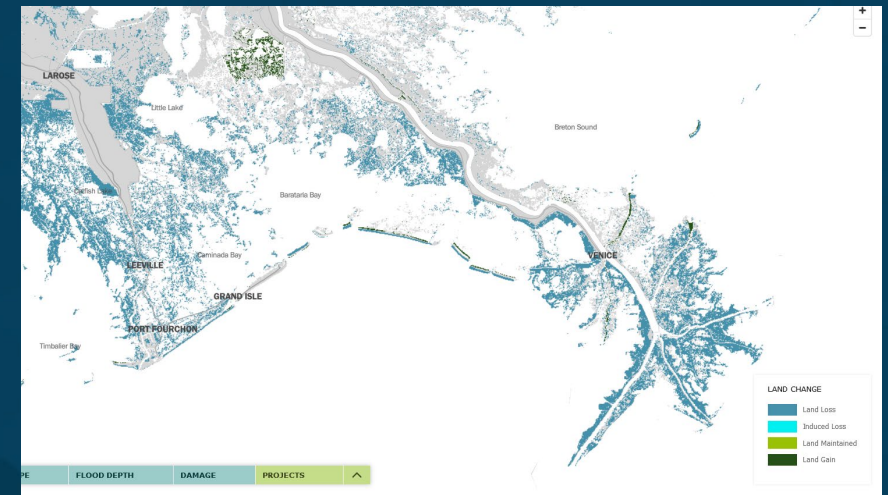 +
−
LAROSE
Little Lake
Breton Sound
Catfish Lake
Barataria Bay
Caminada Bay
LEEVILLE
VENICE
GRAND ISLE
PORT FOURCHON
Timbalier Bay
LAND CHANGE
Land Loss
Induced Loss
Land Maintained
Land Gain
PE FLOOD DEPTH DAMAGE PROJECTS